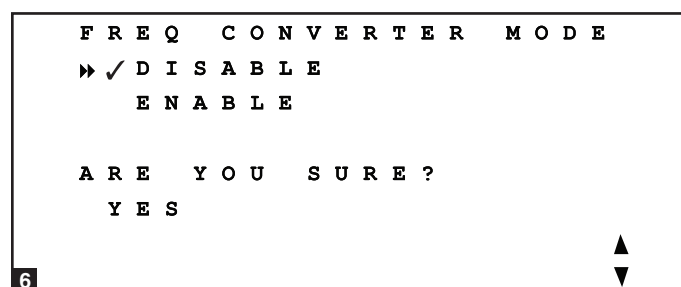 FREQ CONVERTER MODE
DISABLE
ENABLE
ARE YOU SURE?
YES
6